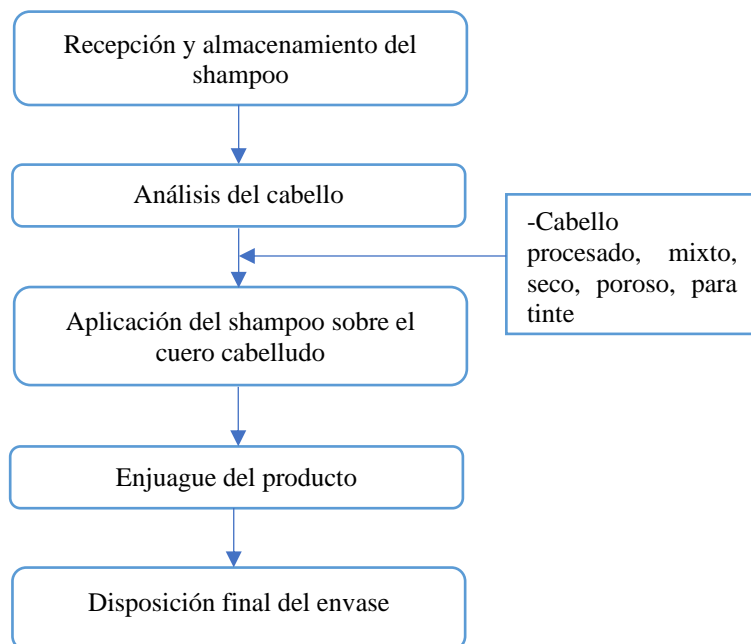 Recepción y almacenamiento del
shampoo
Análisis del cabello
-Cabello
procesado, mixto,
seco, poroso, para
tinte
Aplicación del shampoo sobre el
cuero cabelludo
Enjuague del producto
Disposición final del envase